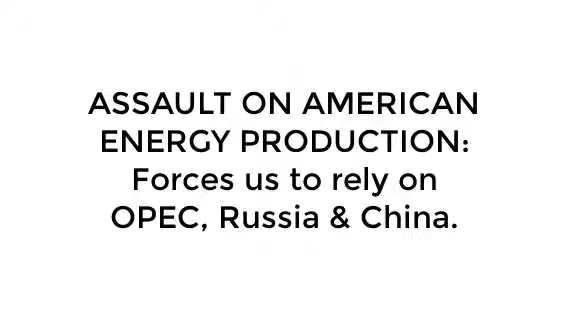 ASSAULT ON AMERICAN
ENERGY PRODUCTION:
Forces us to rely on
OPEC, Russia & China.